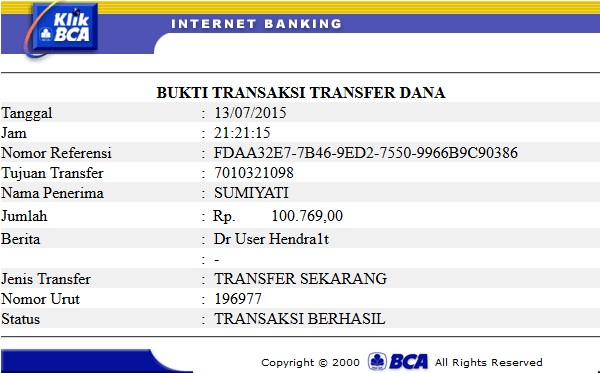 Klik BCA
INTERNET BANKING
BUKTI TRANSAKSI TRANSFER DANA
Tanggal : 13/07/2015
Jam : 21:21:15
Nomor Referensi : FDAA32E7-7B46-9ED2-7550-9966B9C90386
Tujuan Transfer : 7010321098
Nama Penerima : SUMIYATI
Jumlah : Rp. 100.769,00
Berita : Dr User Hendra1t
: -
Jenis Transfer : TRANSFER SEKARANG
Nomor Urut : 196977
Status : TRANSAKSI BERHASIL
Copyright © 2000 BCA All Rights Reserved